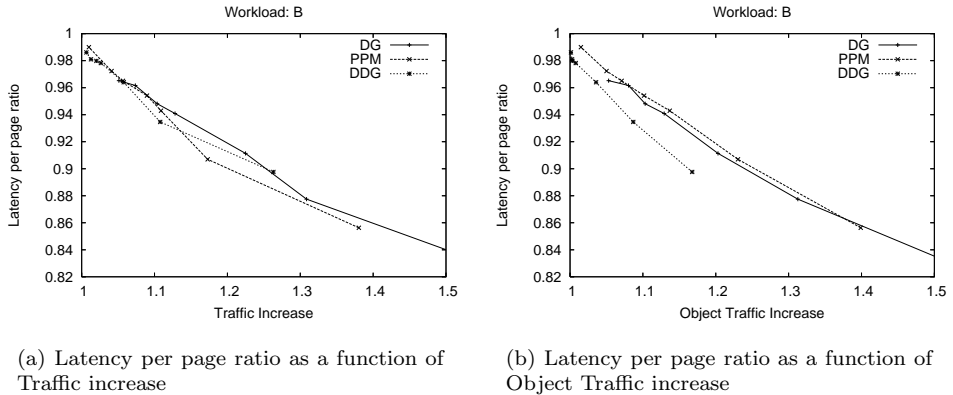 Workload: B
1
0.98
0.96
0.94
0.92
0.9
0.88
0.86
0.84
0.82
Latency per page ratio
DG
PPM
DDG
1 1.1 1.2 1.3 1.4 1.5
Traffic Increase
(a) Latency per page ratio as a function of
Traffic increase
Workload: B
1
0.98
0.96
0.94
0.92
0.9
0.88
0.86
0.84
0.82
Latency per page ratio
DG
PPM
DDG
1 1.1 1.2 1.3 1.4 1.5
Object Traffic Increase
(b) Latency per page ratio as a function of
Object Traffic increase